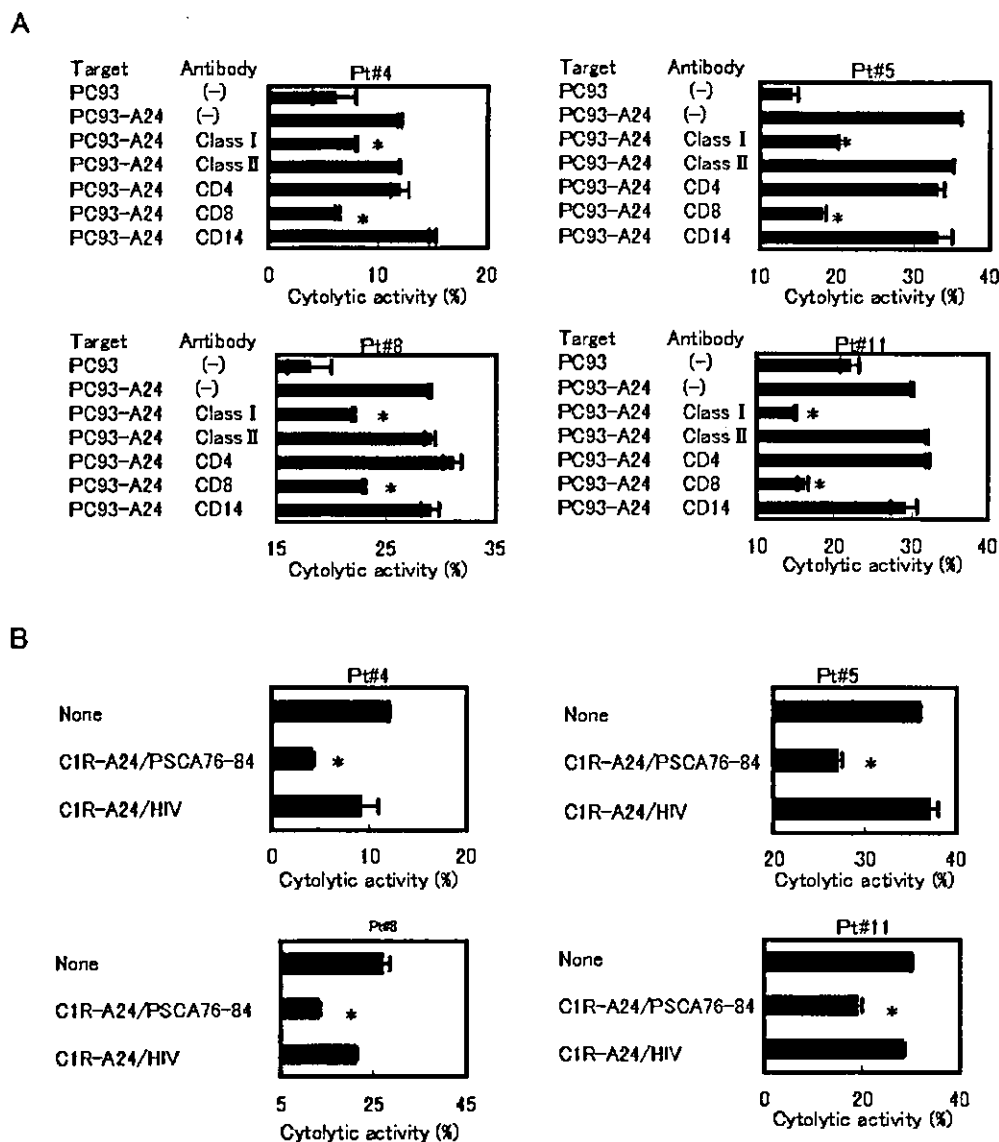 A
Target Antibody Pt#4
PC93 (-)
PC93-A24 (-)
PC93-A24 Class I *
PC93-A24 Class II
PC93-A24 CD4
PC93-A24 CD8 *
PC93-A24 CD14
0 10 20
Cytolytic activity (%)
Target Antibody Pt#5
PC93 (-)
PC93-A24 (-)
PC93-A24 Class I *
PC93-A24 Class II
PC93-A24 CD4
PC93-A24 CD8 *
PC93-A24 CD14
10 20 30 40
Cytolytic activity (%)
Target Antibody Pt#8
PC93 (-)
PC93-A24 (-)
PC93-A24 Class I *
PC93-A24 Class II
PC93-A24 CD4
PC93-A24 CD8 *
PC93-A24 CD14
15 25 35
Cytolytic activity (%)
Target Antibody Pt#11
PC93 (-)
PC93-A24 (-)
PC93-A24 Class I *
PC93-A24 Class II
PC93-A24 CD4
PC93-A24 CD8 *
PC93-A24 CD14
10 20 30 40
Cytolytic activity (%)
B
Pt#4
None
C1R-A24/PSCA76-84 *
C1R-A24/HIV
0 10 20
Cytolytic activity (%)
Pt#5
None
C1R-A24/PSCA76-84 *
C1R-A24/HIV
20 30 40
Cytolytic activity (%)
Pt#8
None
C1R-A24/PSCA76-84 *
C1R-A24/HIV
5 25 45
Cytolytic activity (%)
Pt#11
None
C1R-A24/PSCA76-84 *
C1R-A24/HIV
0 20 40
Cytolytic activity (%)